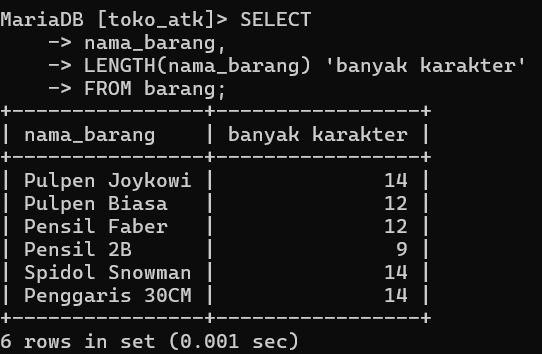 MariaDB [toko_atk]> SELECT
    -> nama_barang,
    -> LENGTH(nama_barang) 'banyak karakter'
    -> FROM barang;
+----------------+-----------------+
| nama_barang    | banyak karakter |
+----------------+-----------------+
| Pulpen Joykowi |              14 |
| Pulpen Biasa   |              12 |
| Pensil Faber   |              12 |
| Pensil 2B      |               9 |
| Spidol Snowman |              14 |
| Penggaris 30CM |              14 |
+----------------+-----------------+
6 rows in set (0.001 sec)